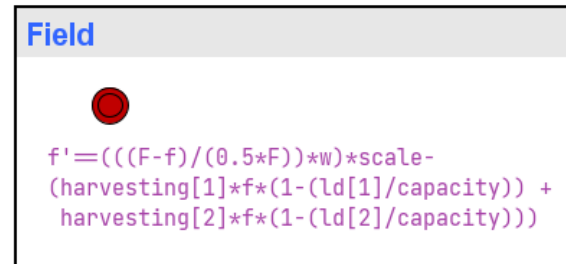 Field
f'==(((F-f)/(0.5*F))*w)*scale-
(harvesting[1]*f*(1-(ld[1]/capacity)) +
harvesting[2]*f*(1-(ld[2]/capacity)))